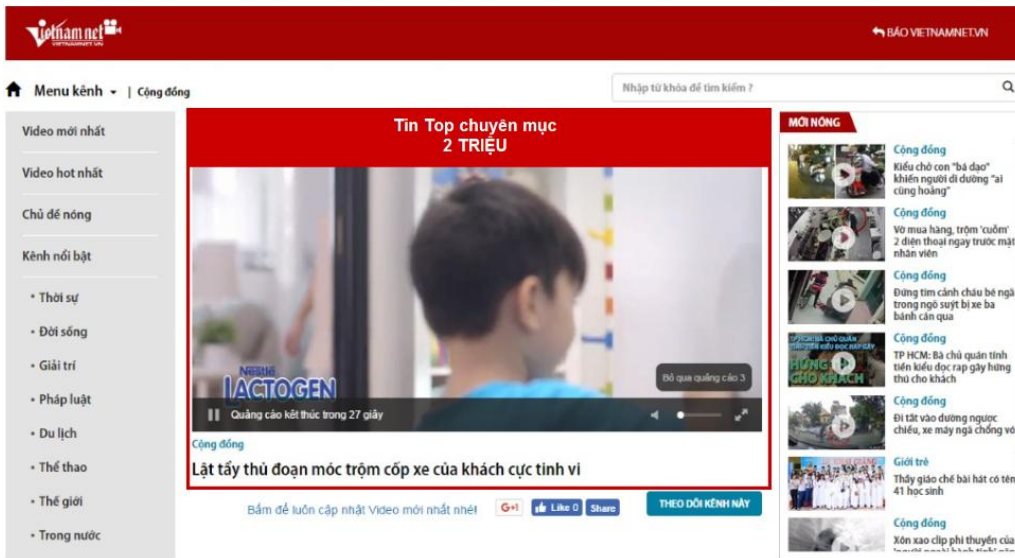 Vietnamnet
VIETNAMNET.VN
BÁO VIETNAMNET.VN
Menu kênh | Cộng đồng
Nhập từ khóa để tìm kiếm ?
Video mới nhất
Video hot nhất
Chủ đề nóng
Kênh nổi bật
• Thời sự
• Đời sống
• Giải trí
• Pháp luật
• Du lịch
• Thể thao
• Thế giới
• Trong nước
Tin Top chuyên mục
2 TRIỆU
Nestlé
LACTOGEN
Bỏ qua quảng cáo 3
Quảng cáo kết thúc trong 27 giây
Cộng đồng
Lật tẩy thủ đoạn móc trộm cốp xe của khách cực tinh vi
Bấm để luôn cập nhật Video mới nhất nhé!
G+1
Like 0
Share
THEO DÕI KÊNH NÀY
MỚI NÓNG
Cộng đồng
Kiểu chở con "bá đạo"
khiến người đi đường "ai
cũng hoảng"
Cộng đồng
Vờ mua hàng, trộm 'cuỗm'
2 điện thoại ngay trước mặt
nhân viên
Cộng đồng
Đứng tim cảnh cháu bé ngã
trong ngõ suýt bị xe ba
bánh cán qua
Cộng đồng
TP HCM: Bà chủ quán tính
tiền kiểu đọc rap gây hứng
thú cho khách
Cộng đồng
Đi tắt vào đường ngược
chiều, xe máy ngã chổng vó
Giới trẻ
Thầy giáo chế bài hát có tên
41 học sinh
Cộng đồng
Xôn xao clip phi thuyền của